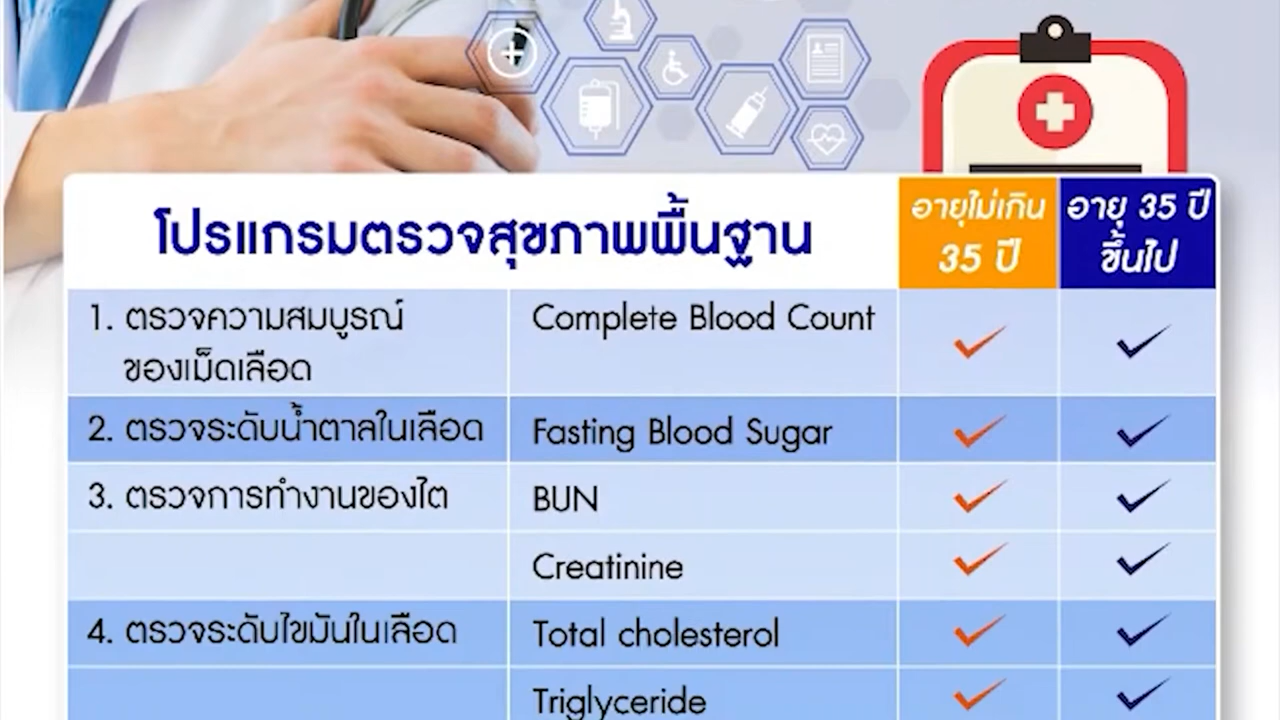 โปรแกรมตรวจสุขภาพพื้นฐาน
อายุไม่เกิน
35 ปี
อายุ 35 ปี
ขึ้นไป
1. ตรวจความสมบูรณ์
ของเม็ดเลือด
Complete Blood Count
2. ตรวจระดับน้ำตาลในเลือด
Fasting Blood Sugar
3. ตรวจการทำงานของไต
BUN
Creatinine
4. ตรวจระดับไขมันในเลือด
Total cholesterol
Triglyceride